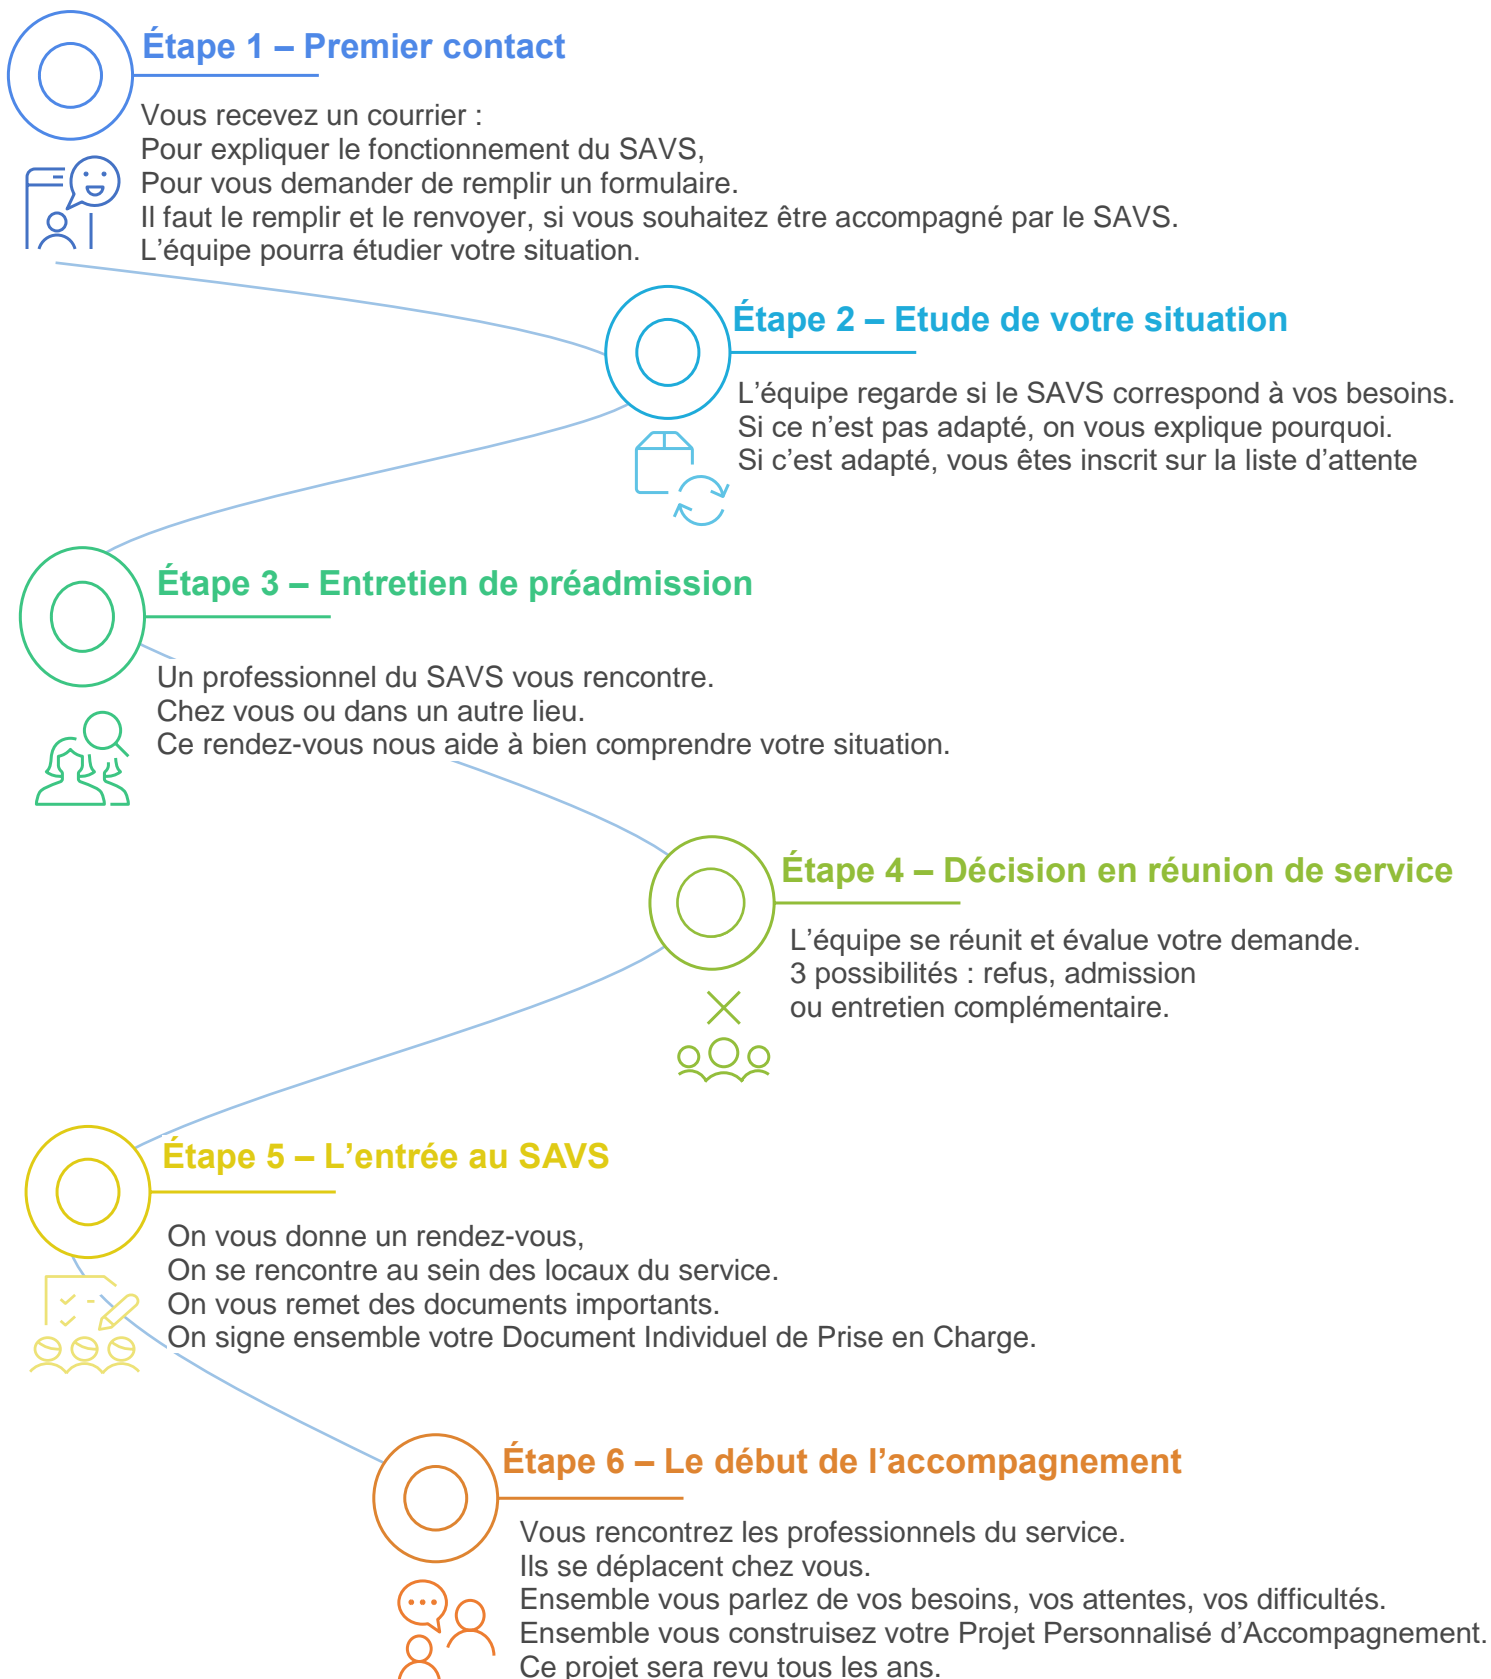 Étape 1 – Premier contact
Vous recevez un courrier :
Pour expliquer le fonctionnement du SAVS,
Pour vous demander de remplir un formulaire.
Il faut le remplir et le renvoyer, si vous souhaitez être accompagné par le SAVS.
L’équipe pourra étudier votre situation.
Étape 2 – Etude de votre situation
L’équipe regarde si le SAVS correspond à vos besoins.
Si ce n’est pas adapté, on vous explique pourquoi.
Si c’est adapté, vous êtes inscrit sur la liste d’attente
Étape 3 – Entretien de préadmission
Un professionnel du SAVS vous rencontre.
Chez vous ou dans un autre lieu.
Ce rendez-vous nous aide à bien comprendre votre situation.
Étape 4 – Décision en réunion de service
L’équipe se réunit et évalue votre demande.
3 possibilités : refus, admission
ou entretien complémentaire.
Étape 5 – L’entrée au SAVS
On vous donne un rendez-vous,
On se rencontre au sein des locaux du service.
On vous remet des documents importants.
On signe ensemble votre Document Individuel de Prise en Charge.
Étape 6 – Le début de l’accompagnement
Vous rencontrez les professionnels du service.
Ils se déplacent chez vous.
Ensemble vous parlez de vos besoins, vos attentes, vos difficultés.
Ensemble vous construisez votre Projet Personnalisé d’Accompagnement.
Ce projet sera revu tous les ans.